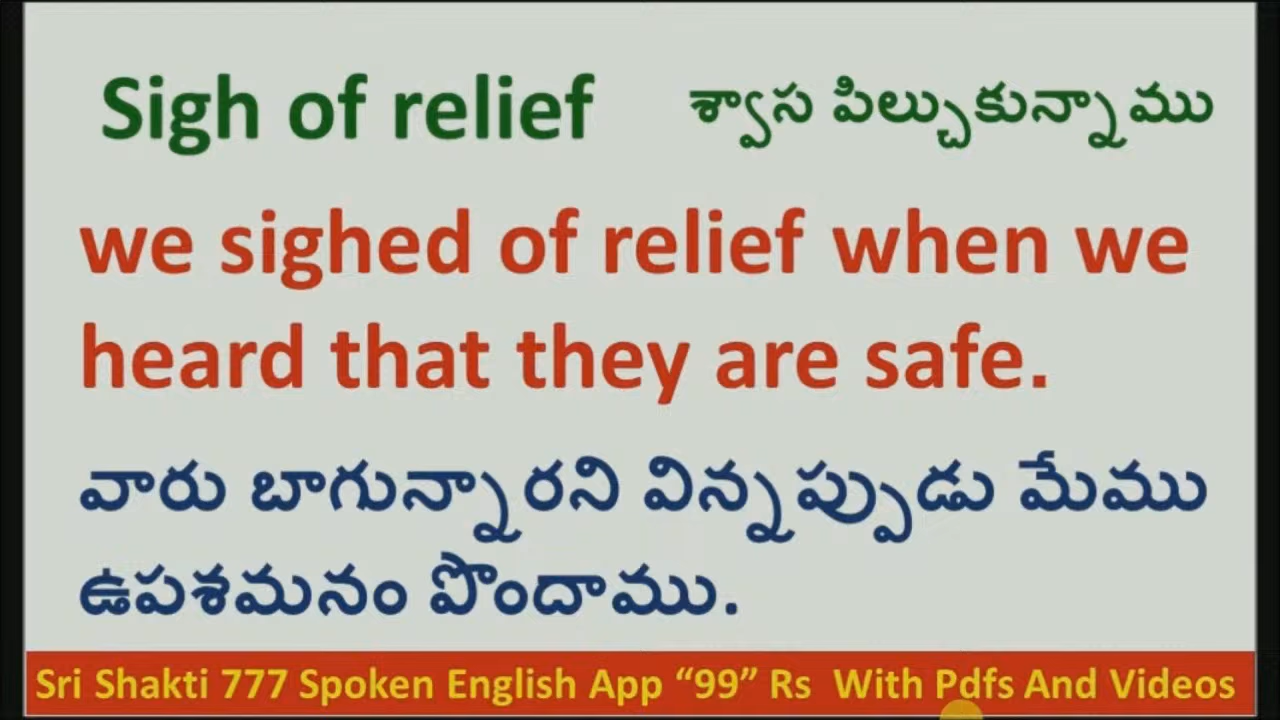 Sigh of relief శ్వాస పిల్చుకున్నాము
we sighed of relief when we
heard that they are safe.
వారు బాగున్నారని విన్నప్పుడు మేము
ఉపశమనం పొందాము.
Sri Shakti 777 Spoken English App “99” Rs With Pdfs And Videos